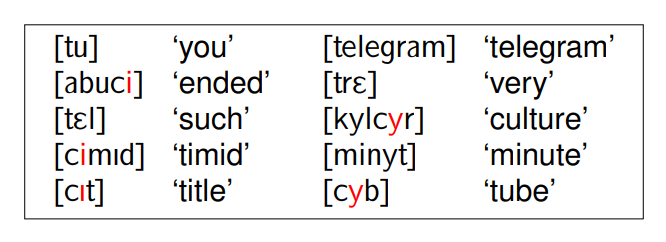 [tu] ‘you’ [telegram] ‘telegram’
[abuci] ‘ended’ [trɛ] ‘very’
[tɛl] ‘such’ [kylcyr] ‘culture’
[cimɪd] ‘timid’ [minyt] ‘minute’
[cɪt] ‘title’ [cyb] ‘tube’